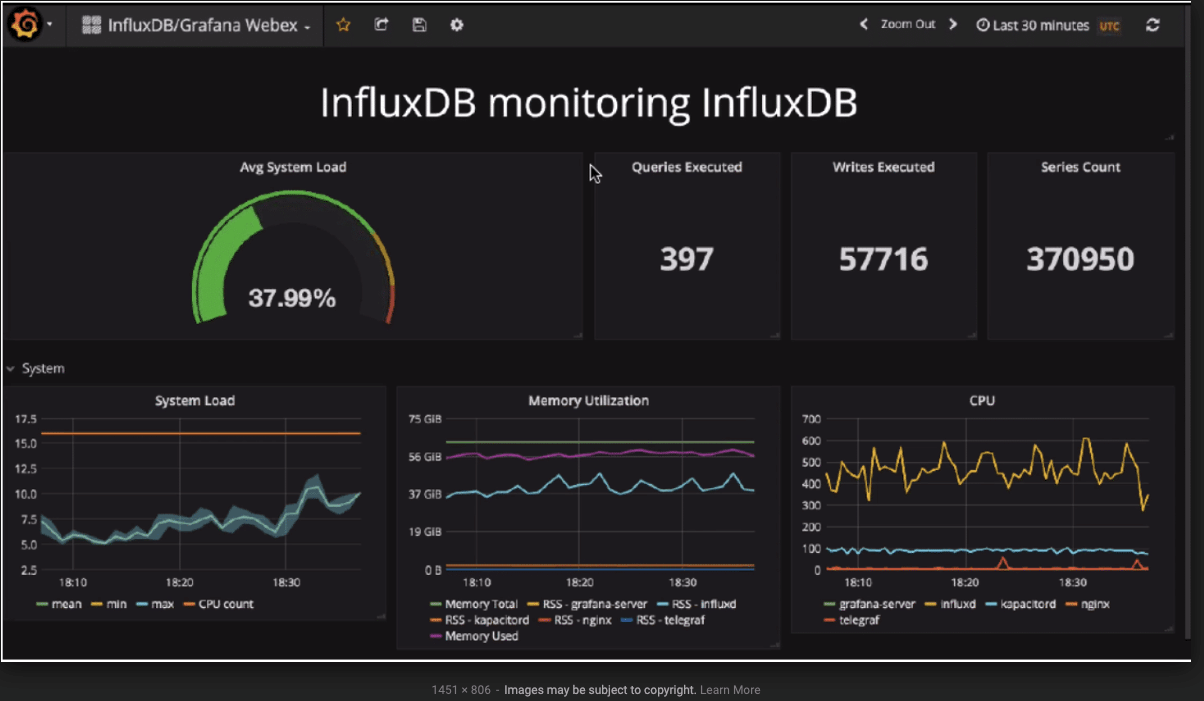 InfluxDB/Grafana Webex
Zoom Out
Last 30 minutes UTC
InfluxDB monitoring InfluxDB
Avg System Load
37.99%
Queries Executed
397
Writes Executed
57716
Series Count
370950
System
System Load
17.5
15.0
12.5
10.0
7.5
5.0
2.5
18:10 18:20 18:30
mean min max CPU count
Memory Utilization
75 GiB
56 GiB
37 GiB
19 GiB
0 B
18:10 18:20 18:30
Memory Total RSS - grafana-server RSS - influxd
RSS - kapacitord RSS - nginx RSS - telegraf
Memory Used
CPU
700
600
500
400
300
200
100
0
18:10 18:20 18:30
grafana-server influxd kapacitord nginx
telegraf
1451 × 806 - Images may be subject to copyright. Learn More